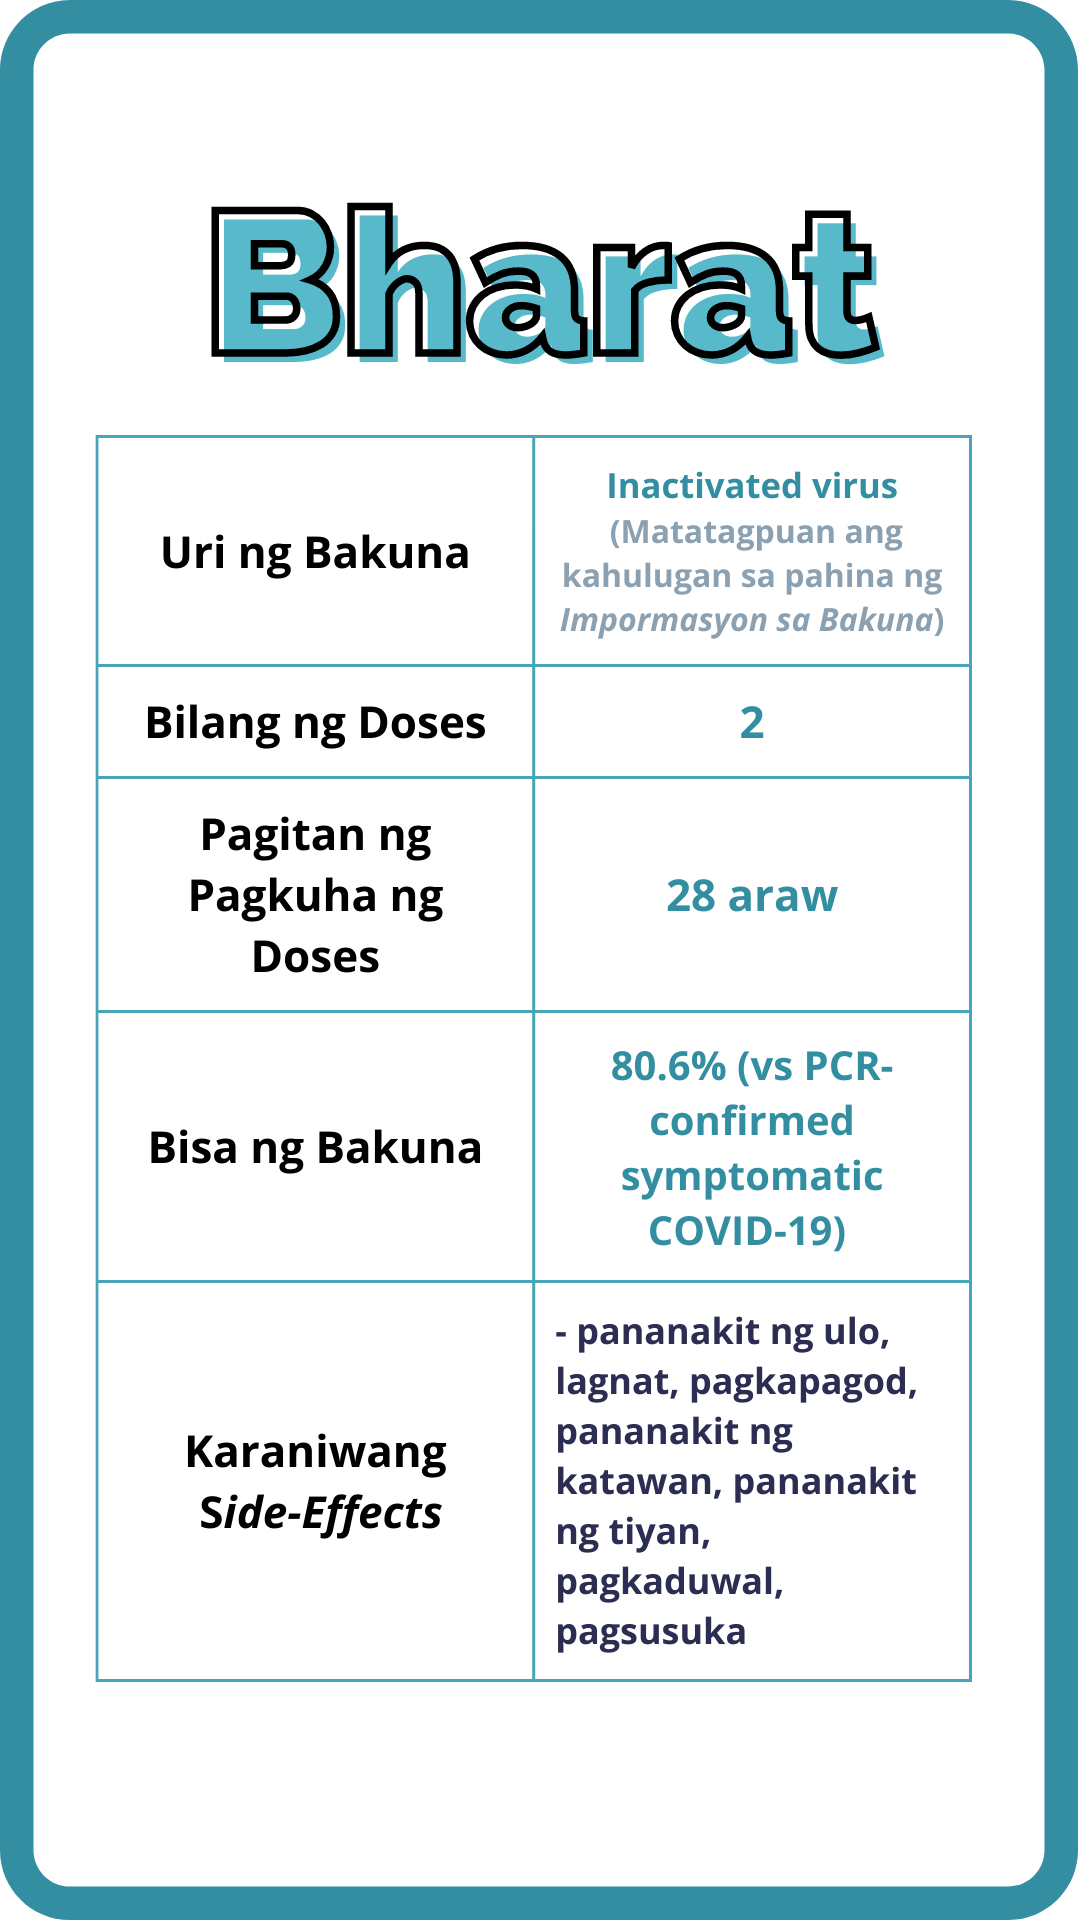 Bharat
Uri ng Bakuna
Inactivated virus
(Matatagpuan ang
kahulugan sa pahina ng
Impormasyon sa Bakuna)
Bilang ng Doses
2
Pagitan ng
Pagkuha ng
Doses
28 araw
Bisa ng Bakuna
80.6% (vs PCR-
confirmed
symptomatic
COVID-19)
Karaniwang
Side-Effects
- pananakit ng ulo,
lagnat, pagkapagod,
pananakit ng
katawan, pananakit
ng tiyan,
pagkaduwal,
pagsusuka